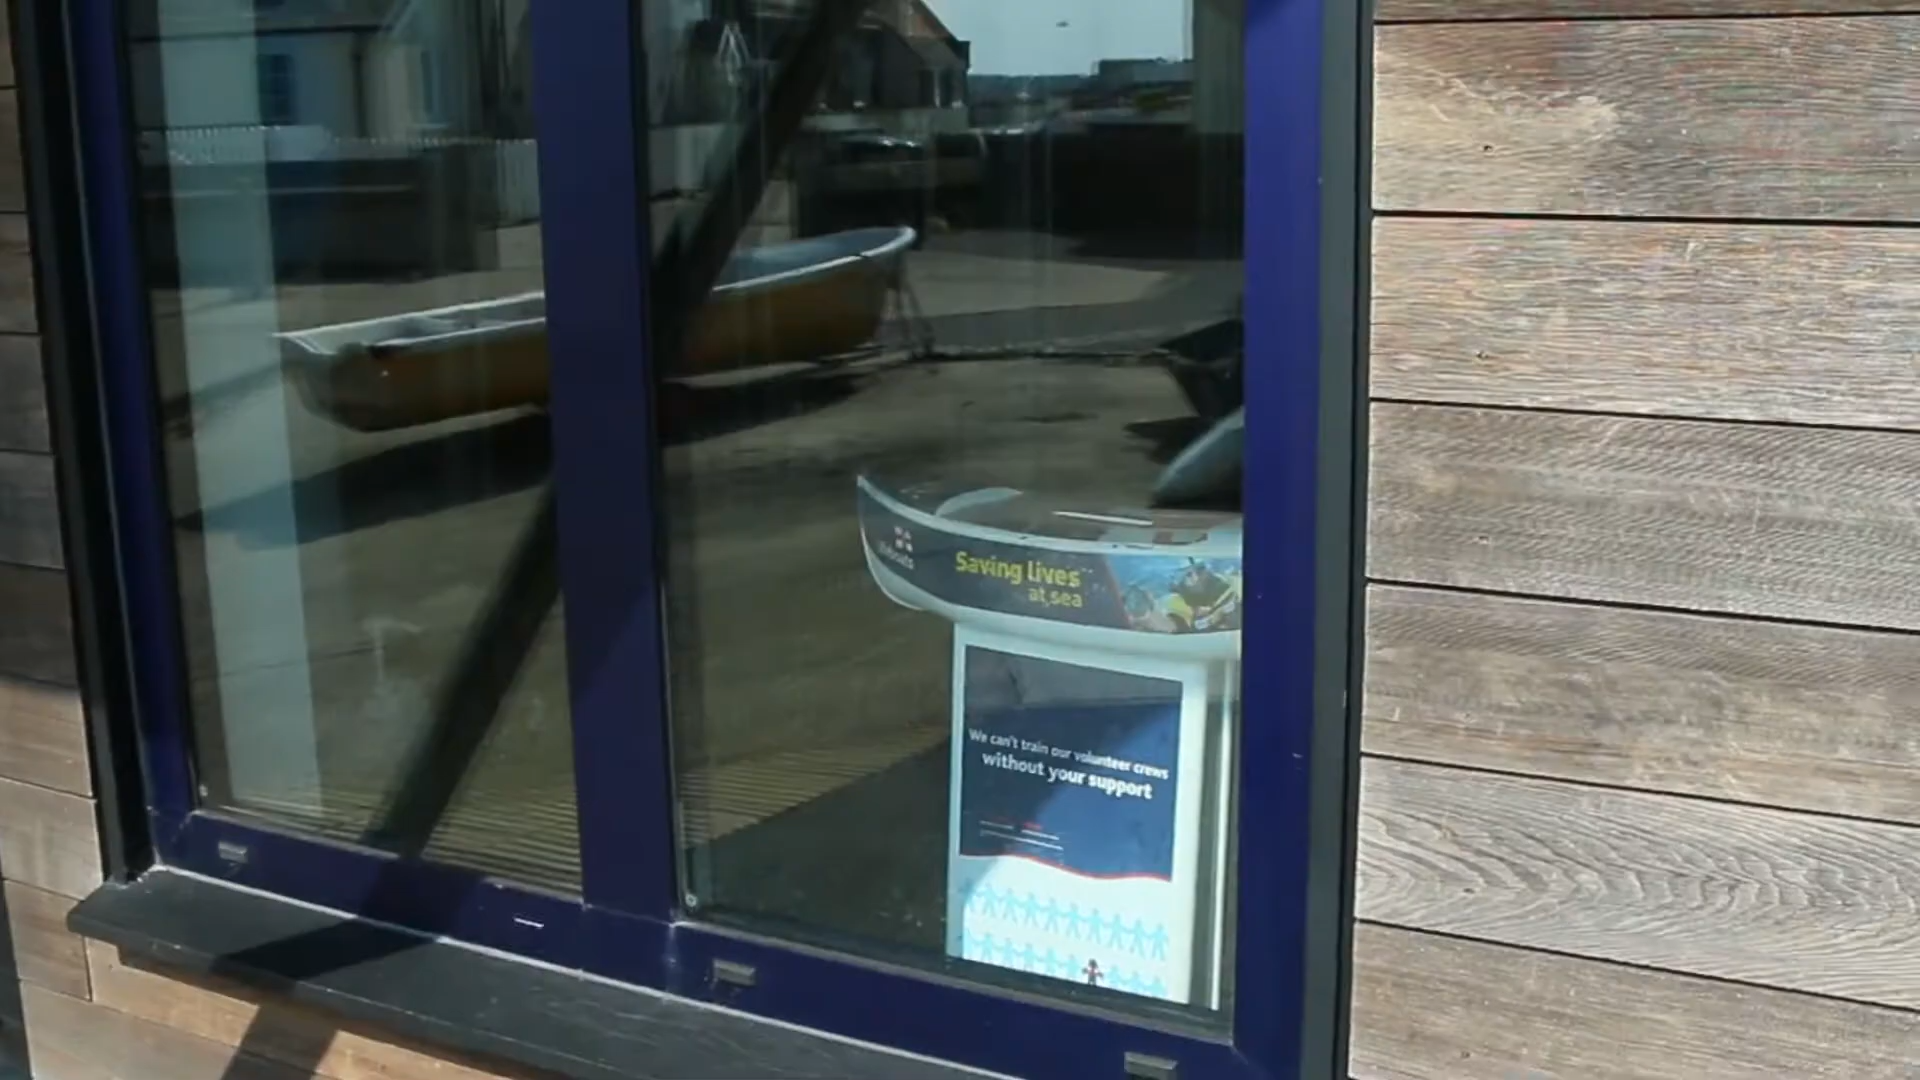 Saving lives
at sea
We can't train our volunteer crews
without your support